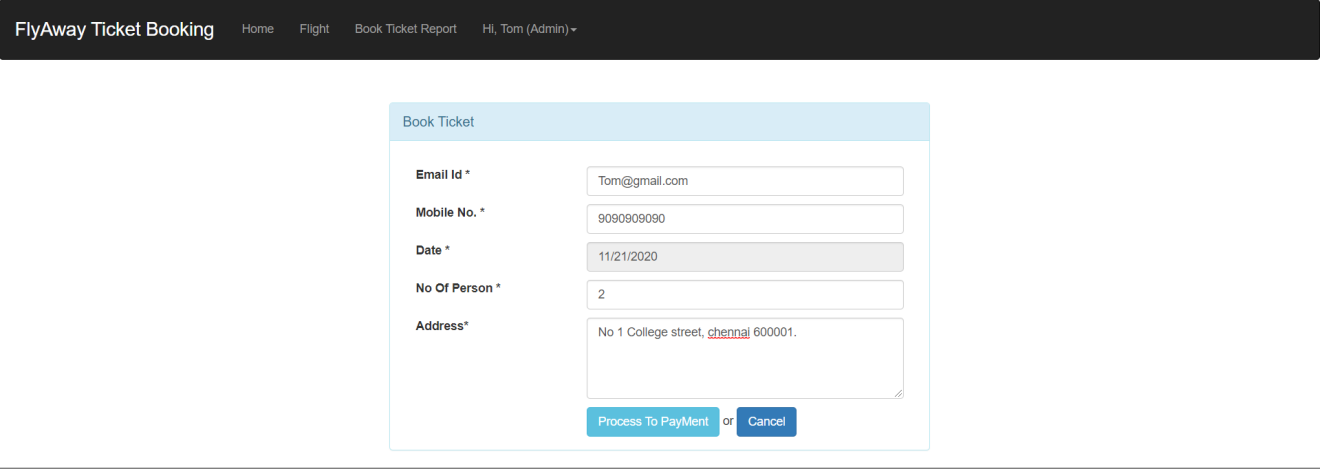 FlyAway Ticket Booking Home Flight Book Ticket Report Hi, Tom (Admin)
Book Ticket
Email Id * Tom@gmail.com
Mobile No. * 9090909090
Date * 11/21/2020
No Of Person * 2
Address* No 1 College street, chennai 600001.
Process To PayMent or Cancel